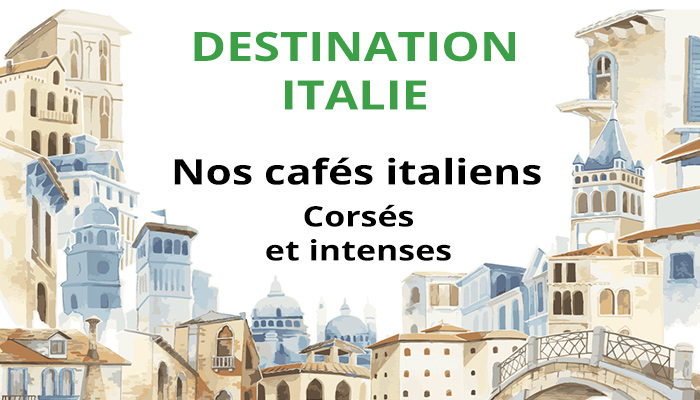 DESTINATION
ITALIE
Nos cafés italiens
Corsés
et intenses